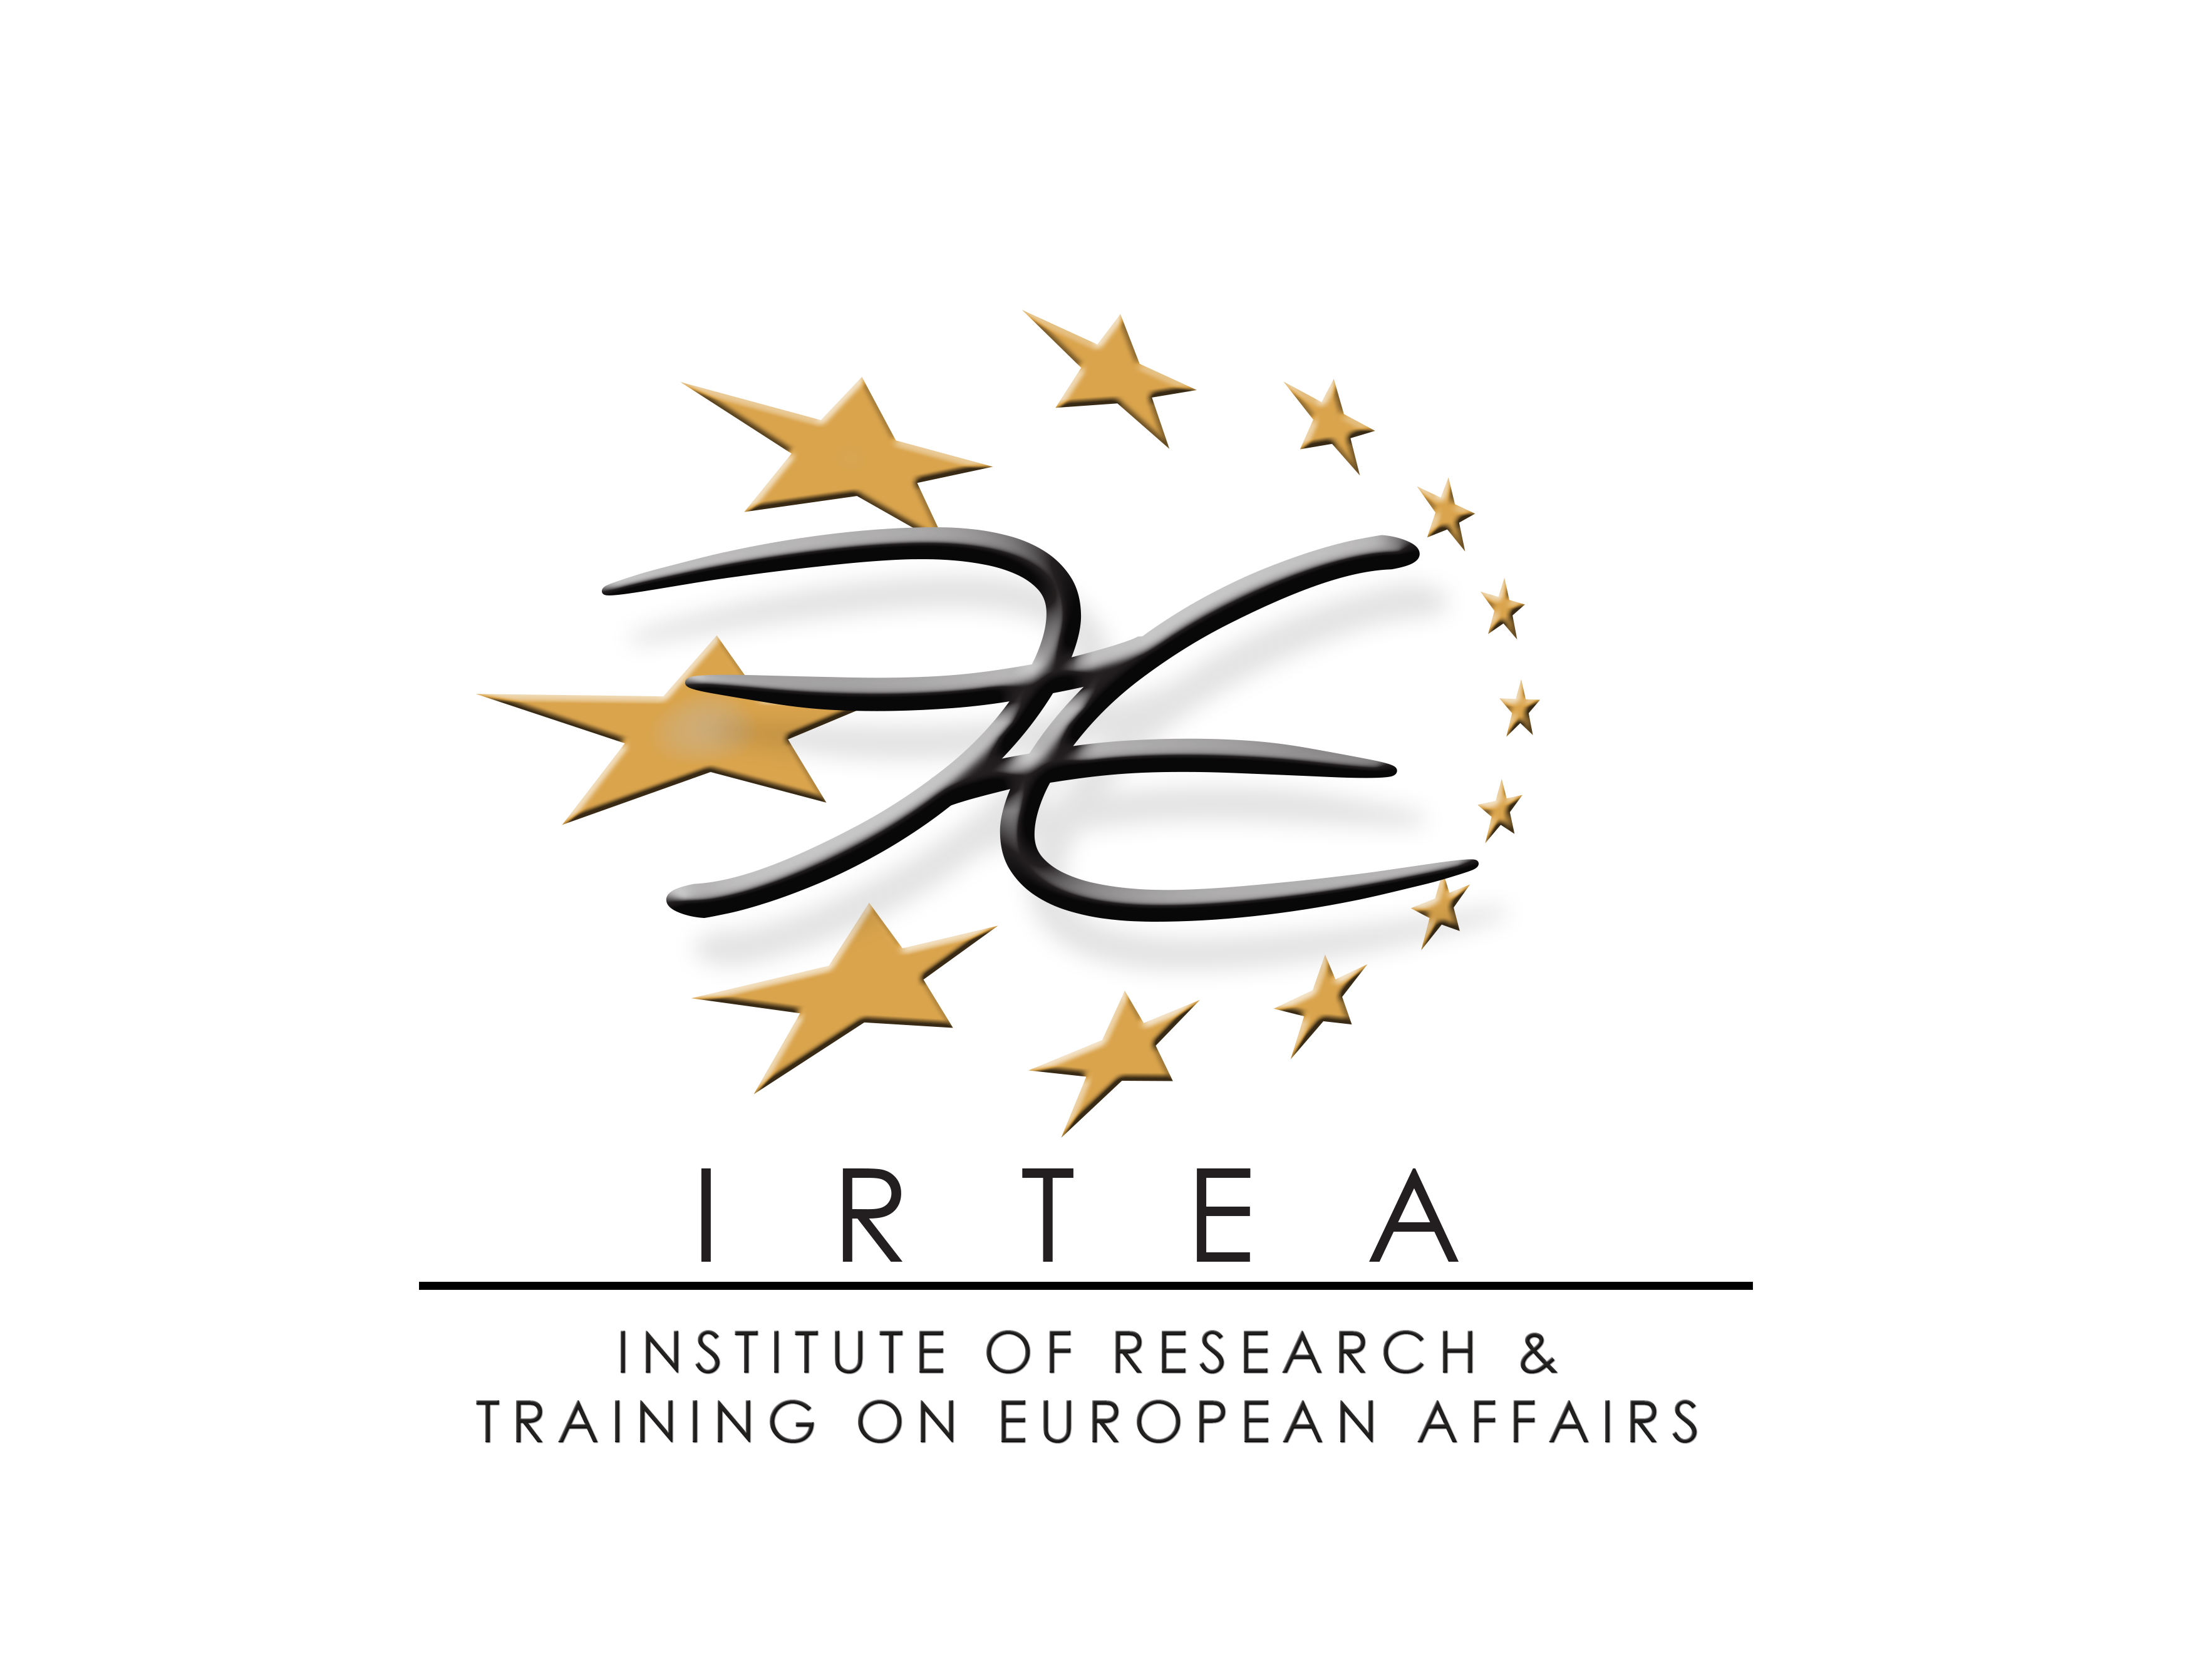 IRTEA
INSTITUTE OF RESEARCH &
TRAINING ON EUROPEAN AFFAIRS